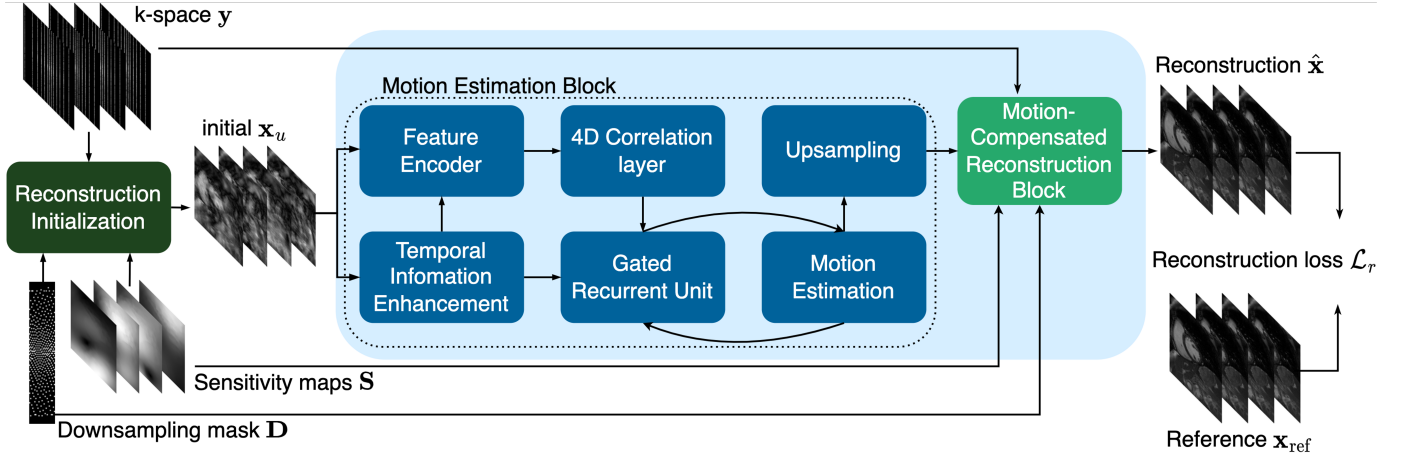 k-space y
Motion Estimation Block
initial x_u
Reconstruction
Initialization
Feature
Encoder
4D Correlation
layer
Upsampling
Temporal
Infomation
Enhancement
Gated
Recurrent Unit
Motion
Estimation
Motion-
Compensated
Reconstruction
Block
Reconstruction x̂
Reconstruction loss ℒ_r
Reference x_ref
Sensitivity maps S
Downsampling mask D